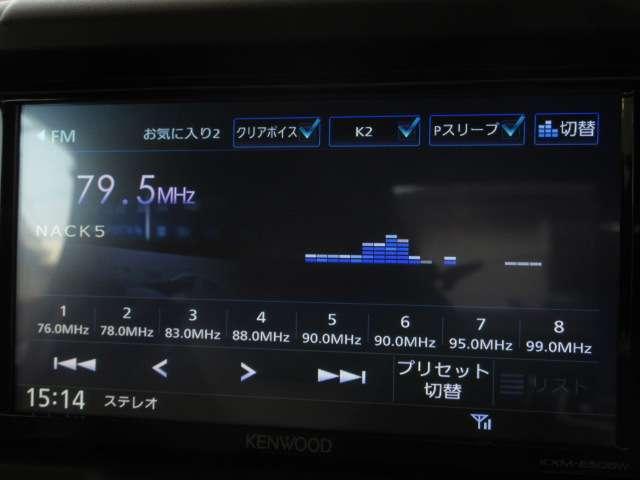 FM お気に入り2 クリアボイス K2 Pスリープ 切替
79.5MHz
NACK5
1 2 3 4 5 6 7 8
76.0MHz 78.0MHz 83.0MHz 88.0MHz 90.0MHz 90.0MHz 95.0MHz 99.0MHz
プリセット
切替 リスト
15:14 ステレオ
KENWOOD